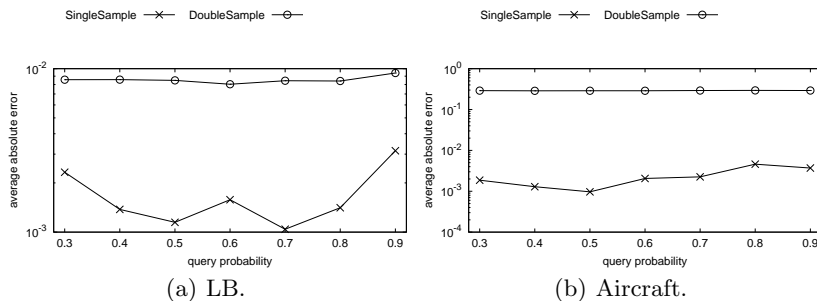 SingleSample DoubleSample
average absolute error
10^-2
10^-3
0.3 0.4 0.5 0.6 0.7 0.8 0.9
query probability
(a) LB.
SingleSample DoubleSample
average absolute error
10^0
10^-1
10^-2
10^-3
10^-4
0.3 0.4 0.5 0.6 0.7 0.8 0.9
query probability
(b) Aircraft.